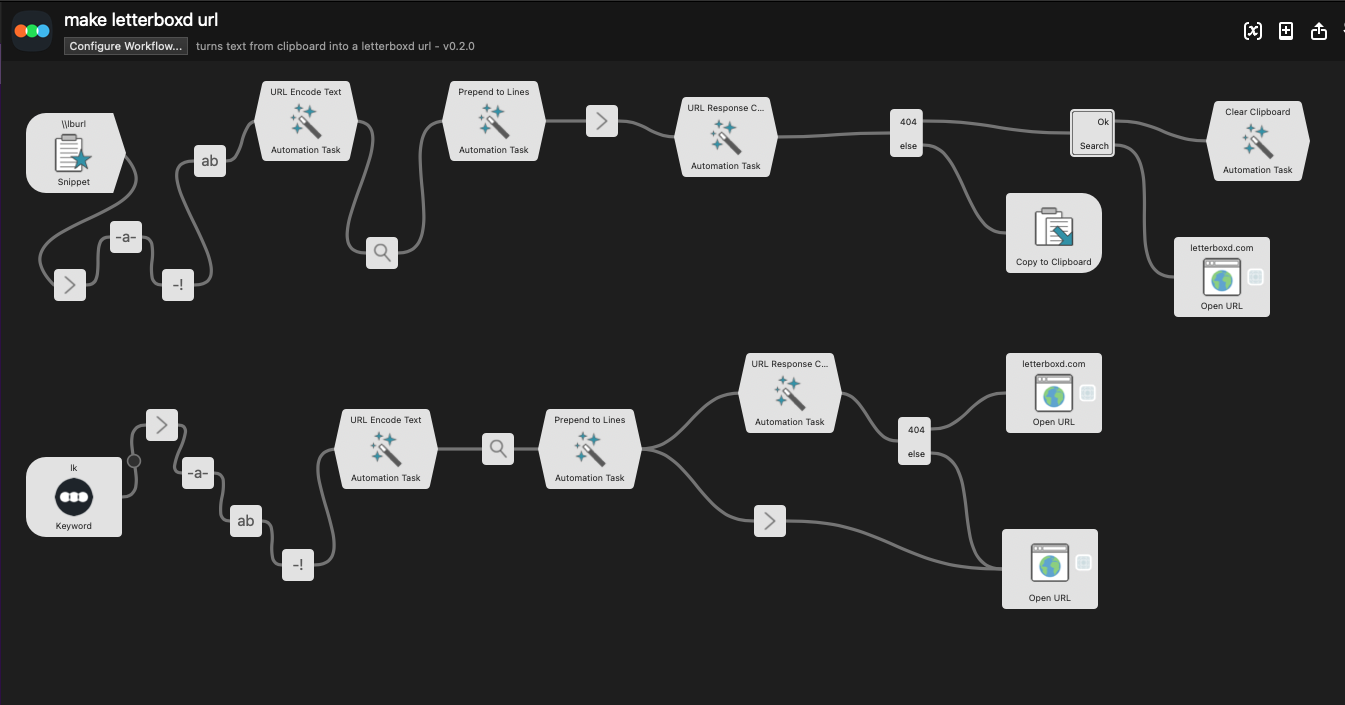 make letterboxd url
Configure Workflow... turns text from clipboard into a letterboxd url - v0.2.0
{x}
\\lburl
Snippet
>
-a-
-!
ab
URL Encode Text
Automation Task
Prepend to Lines
Automation Task
>
URL Response C...
Automation Task
404
else
Ok
Search
Clear Clipboard
Automation Task
Copy to Clipboard
letterboxd.com
Open URL
lk
Keyword
>
-a-
ab
-!
URL Encode Text
Automation Task
Prepend to Lines
Automation Task
URL Response C...
Automation Task
>
404
else
letterboxd.com
Open URL
Open URL